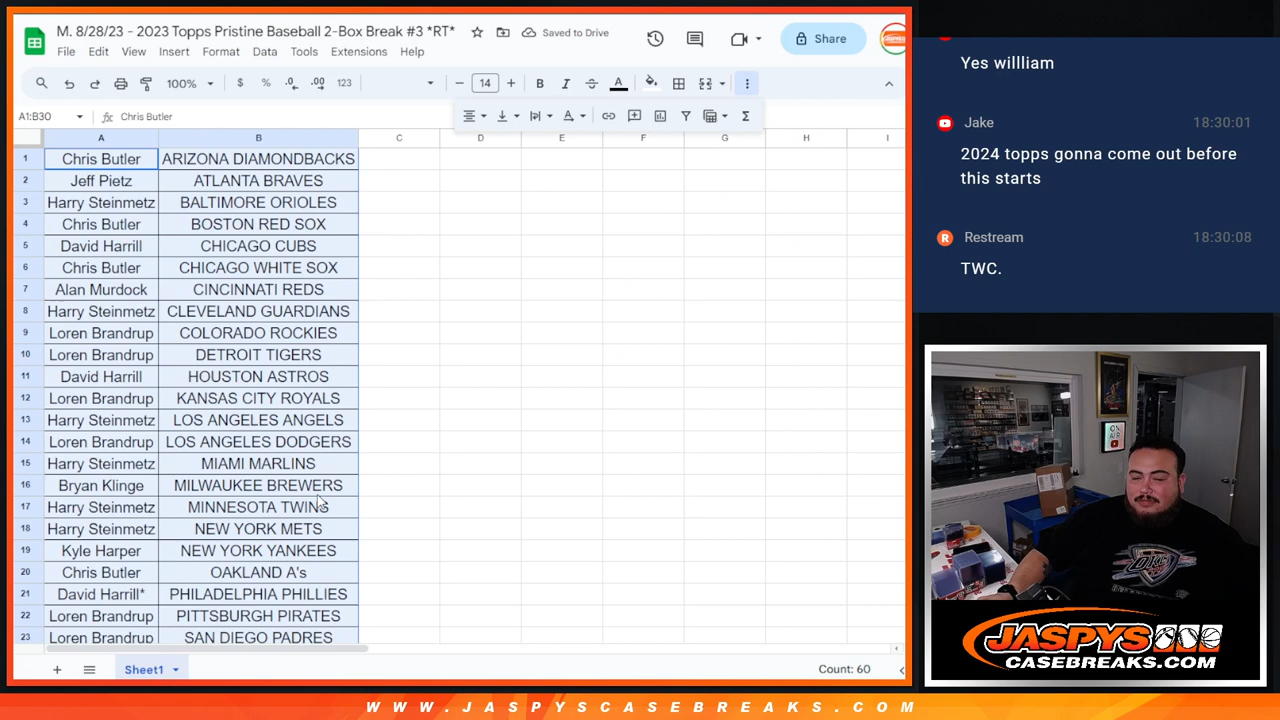 M. 8/28/23 - 2023 Topps Pristine Baseball 2-Box Break #3 *RT*
Saved to Drive
Share
File Edit View Insert Format Data Tools Extensions Help
100% $ % .0 .00 123 14 B I A
A1:B30 fx Chris Butler
A B C D E F G H I
1 Chris Butler ARIZONA DIAMONDBACKS
2 Jeff Pietz ATLANTA BRAVES
3 Harry Steinmetz BALTIMORE ORIOLES
4 Chris Butler BOSTON RED SOX
5 David Harrill CHICAGO CUBS
6 Chris Butler CHICAGO WHITE SOX
7 Alan Murdock CINCINNATI REDS
8 Harry Steinmetz CLEVELAND GUARDIANS
9 Loren Brandrup COLORADO ROCKIES
10 Loren Brandrup DETROIT TIGERS
11 David Harrill HOUSTON ASTROS
12 Loren Brandrup KANSAS CITY ROYALS
13 Harry Steinmetz LOS ANGELES ANGELS
14 Loren Brandrup LOS ANGELES DODGERS
15 Harry Steinmetz MIAMI MARLINS
16 Bryan Klinge MILWAUKEE BREWERS
17 Harry Steinmetz MINNESOTA TWINS
18 Harry Steinmetz NEW YORK METS
19 Kyle Harper NEW YORK YANKEES
20 Chris Butler OAKLAND A's
21 David Harrill* PHILADELPHIA PHILLIES
22 Loren Brandrup PITTSBURGH PIRATES
23 Loren Brandrup SAN DIEGO PADRES
Sheet1
Count: 60
Yes willliam
Jake 18:30:01
2024 topps gonna come out before
this starts
Restream 18:30:08
TWC.
ON
AIR
OKC
JASPYS
CASEBREAKS.COM
WWW.JASPYSCASEBREAKS.COM